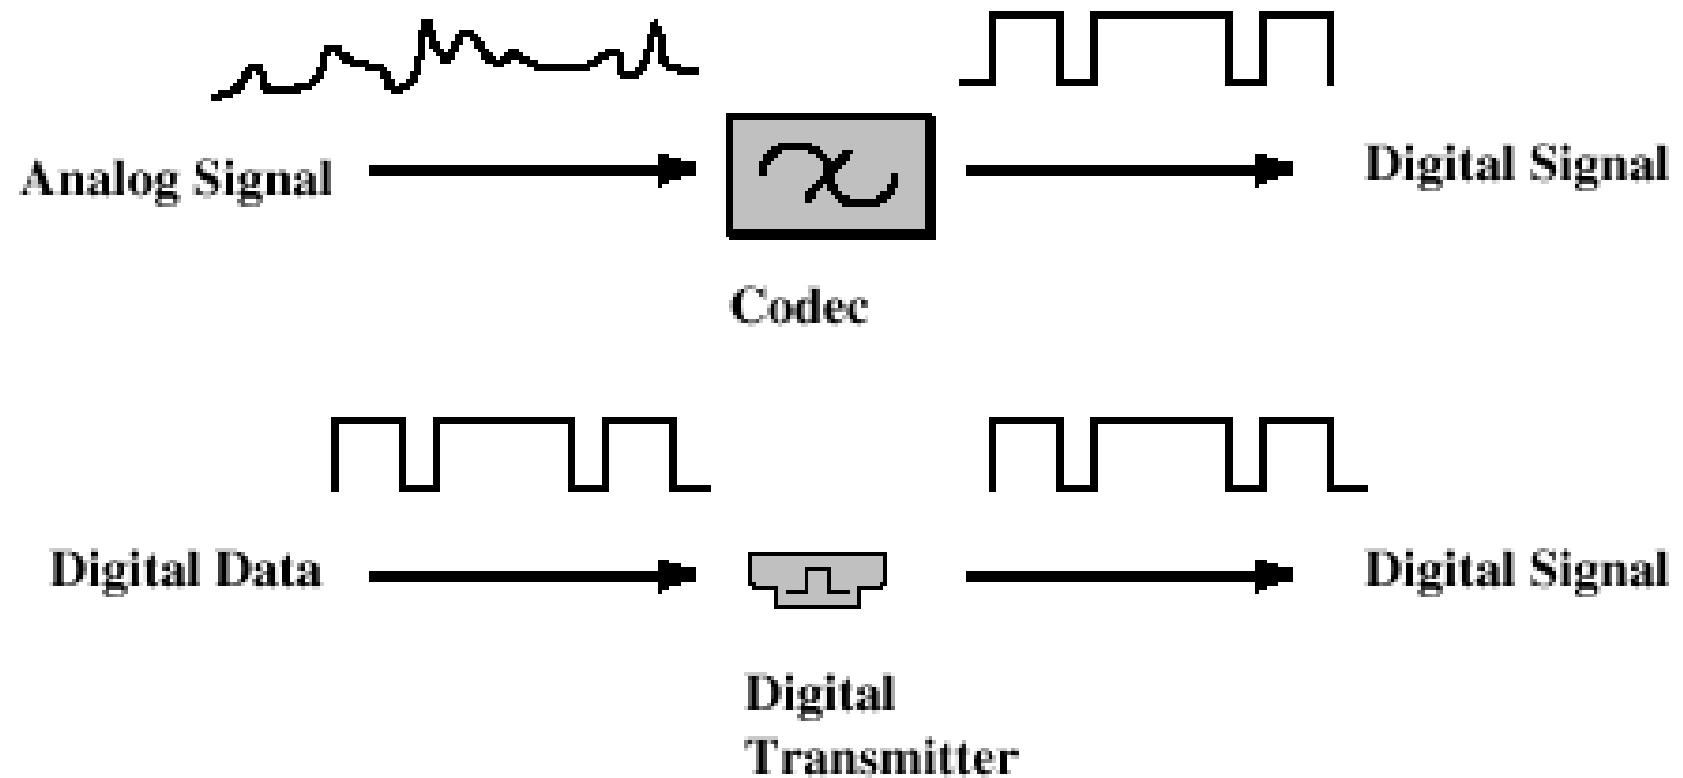 Analog Signal
Digital Signal
Codec
Digital Data
Digital Signal
Digital
Transmitter